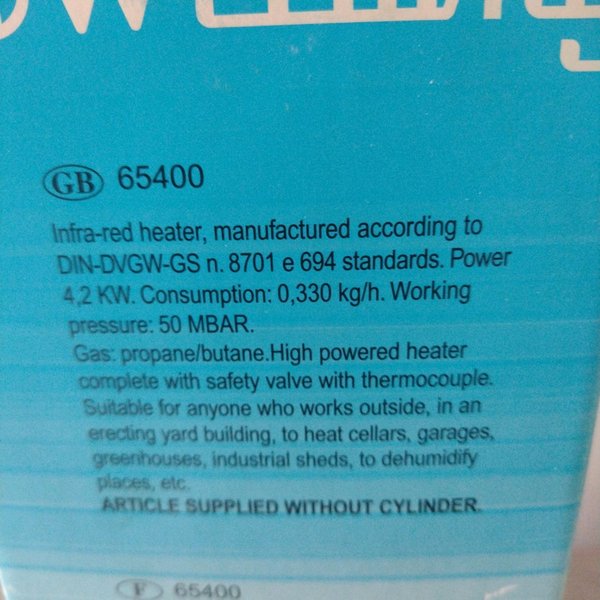 GB 65400
Infra-red heater, manufactured according to
DIN-DVGW-GS n. 8701 e 694 standards. Power
4,2 KW. Consumption: 0,330 kg/h. Working
pressure: 50 MBAR.
Gas: propane/butane.High powered heater
complete with safety valve with thermocouple.
Suitable for anyone who works outside, in an
erecting yard building, to heat cellars, garages,
greenhouses, industrial sheds, to dehumidify
places, etc.
ARTICLE SUPPLIED WITHOUT CYLINDER.
F 65400